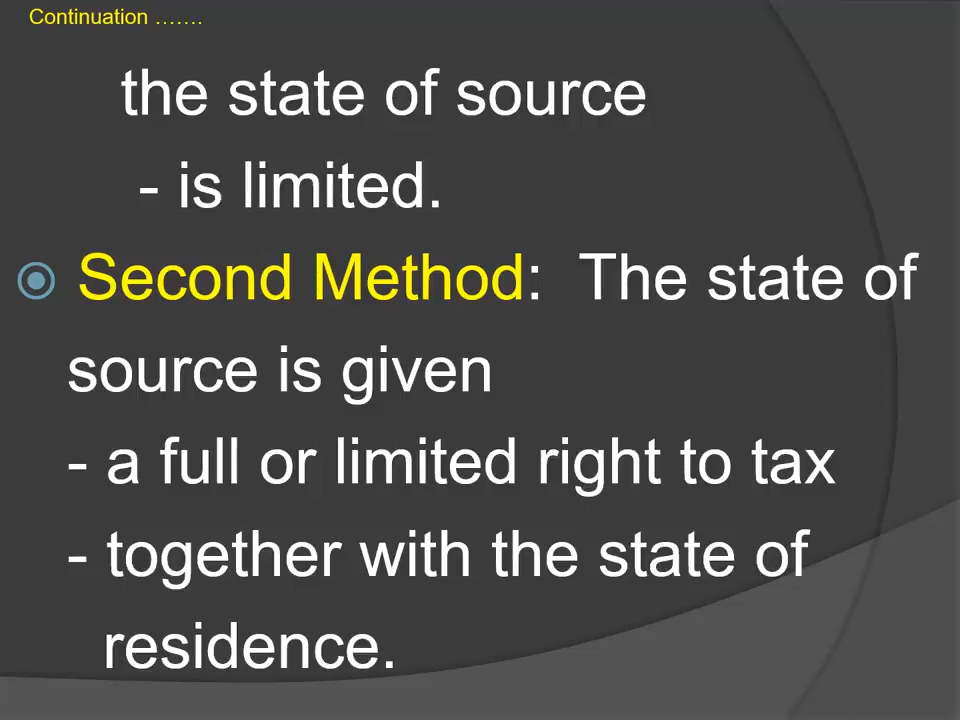 Continuation …….
the state of source
- is limited.
Second Method:  The state of
source is given
- a full or limited right to tax
- together with the state of
residence.